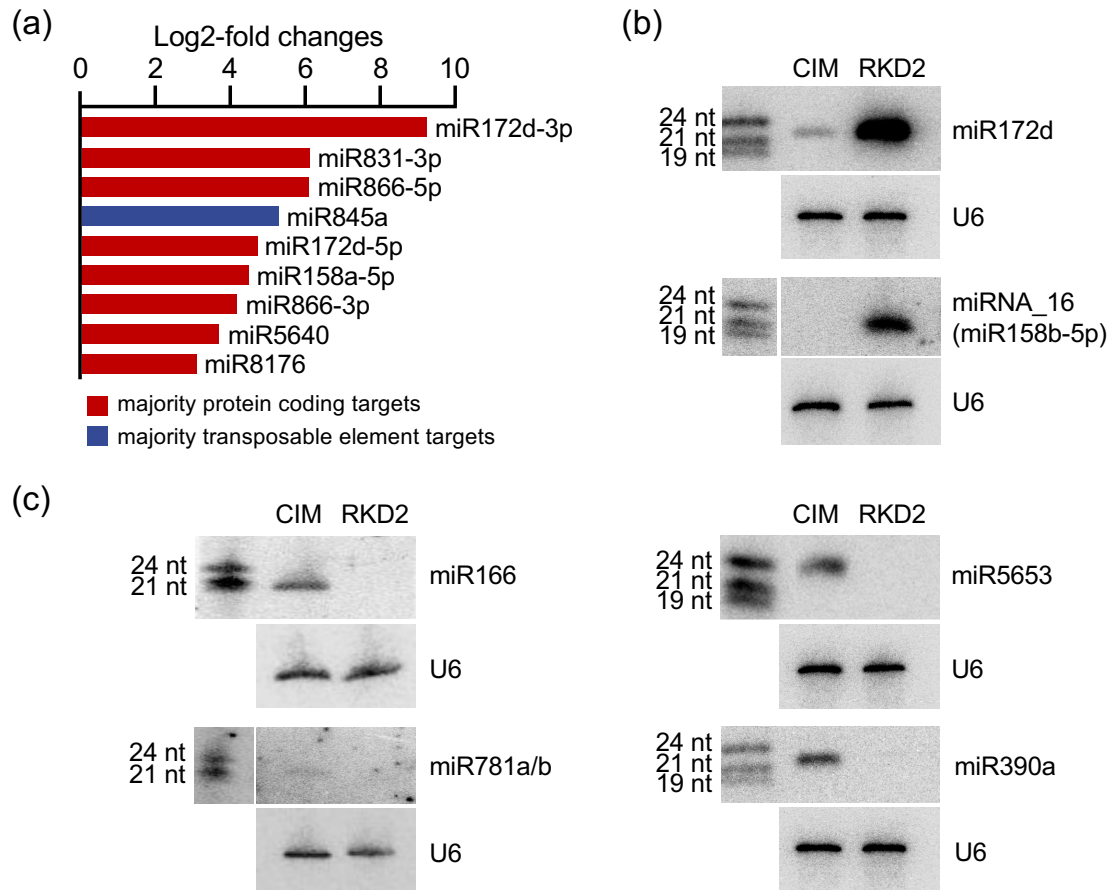 (a)
Log2-fold changes
0 2 4 6 8 10
miR172d-3p
miR831-3p
miR866-5p
miR845a
miR172d-5p
miR158a-5p
miR866-3p
miR5640
miR8176
majority protein coding targets
majority transposable element targets
(b)
CIM RKD2
24 nt
21 nt
19 nt
miR172d
U6
24 nt
21 nt
19 nt
miRNA_16
(miR158b-5p)
U6
(c)
CIM RKD2
24 nt
21 nt
miR166
U6
24 nt
21 nt
miR781a/b
U6
CIM RKD2
24 nt
21 nt
19 nt
miR5653
U6
24 nt
21 nt
19 nt
miR390a
U6